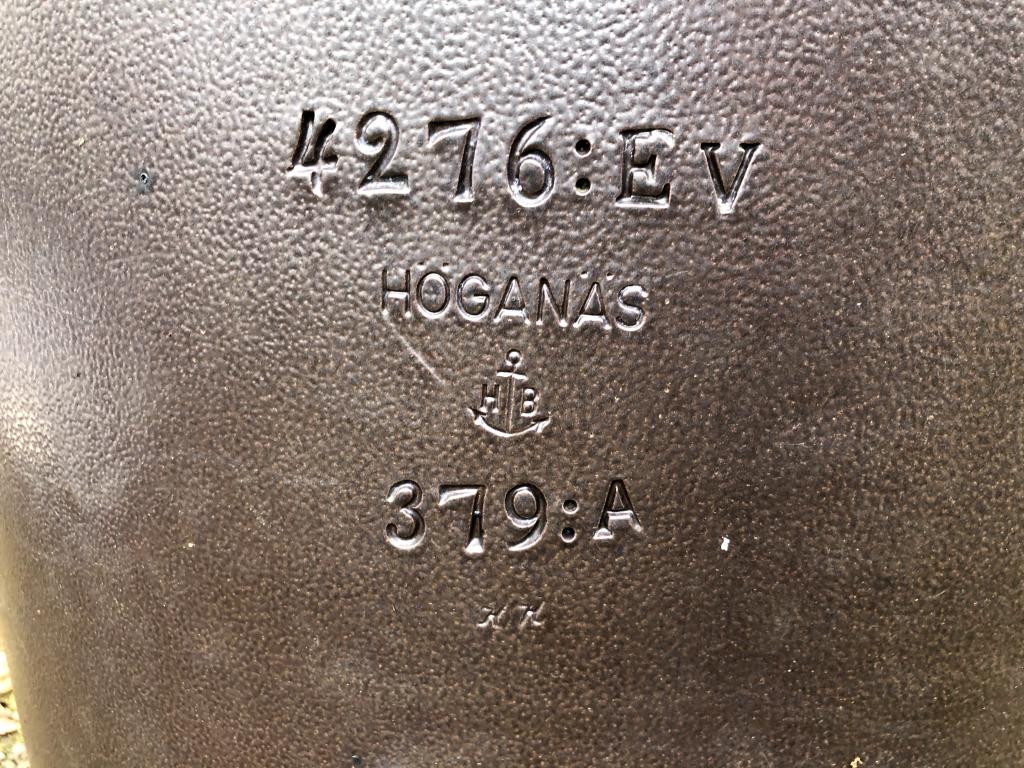 4276:EV
HÖGANÄS
H B
379:A